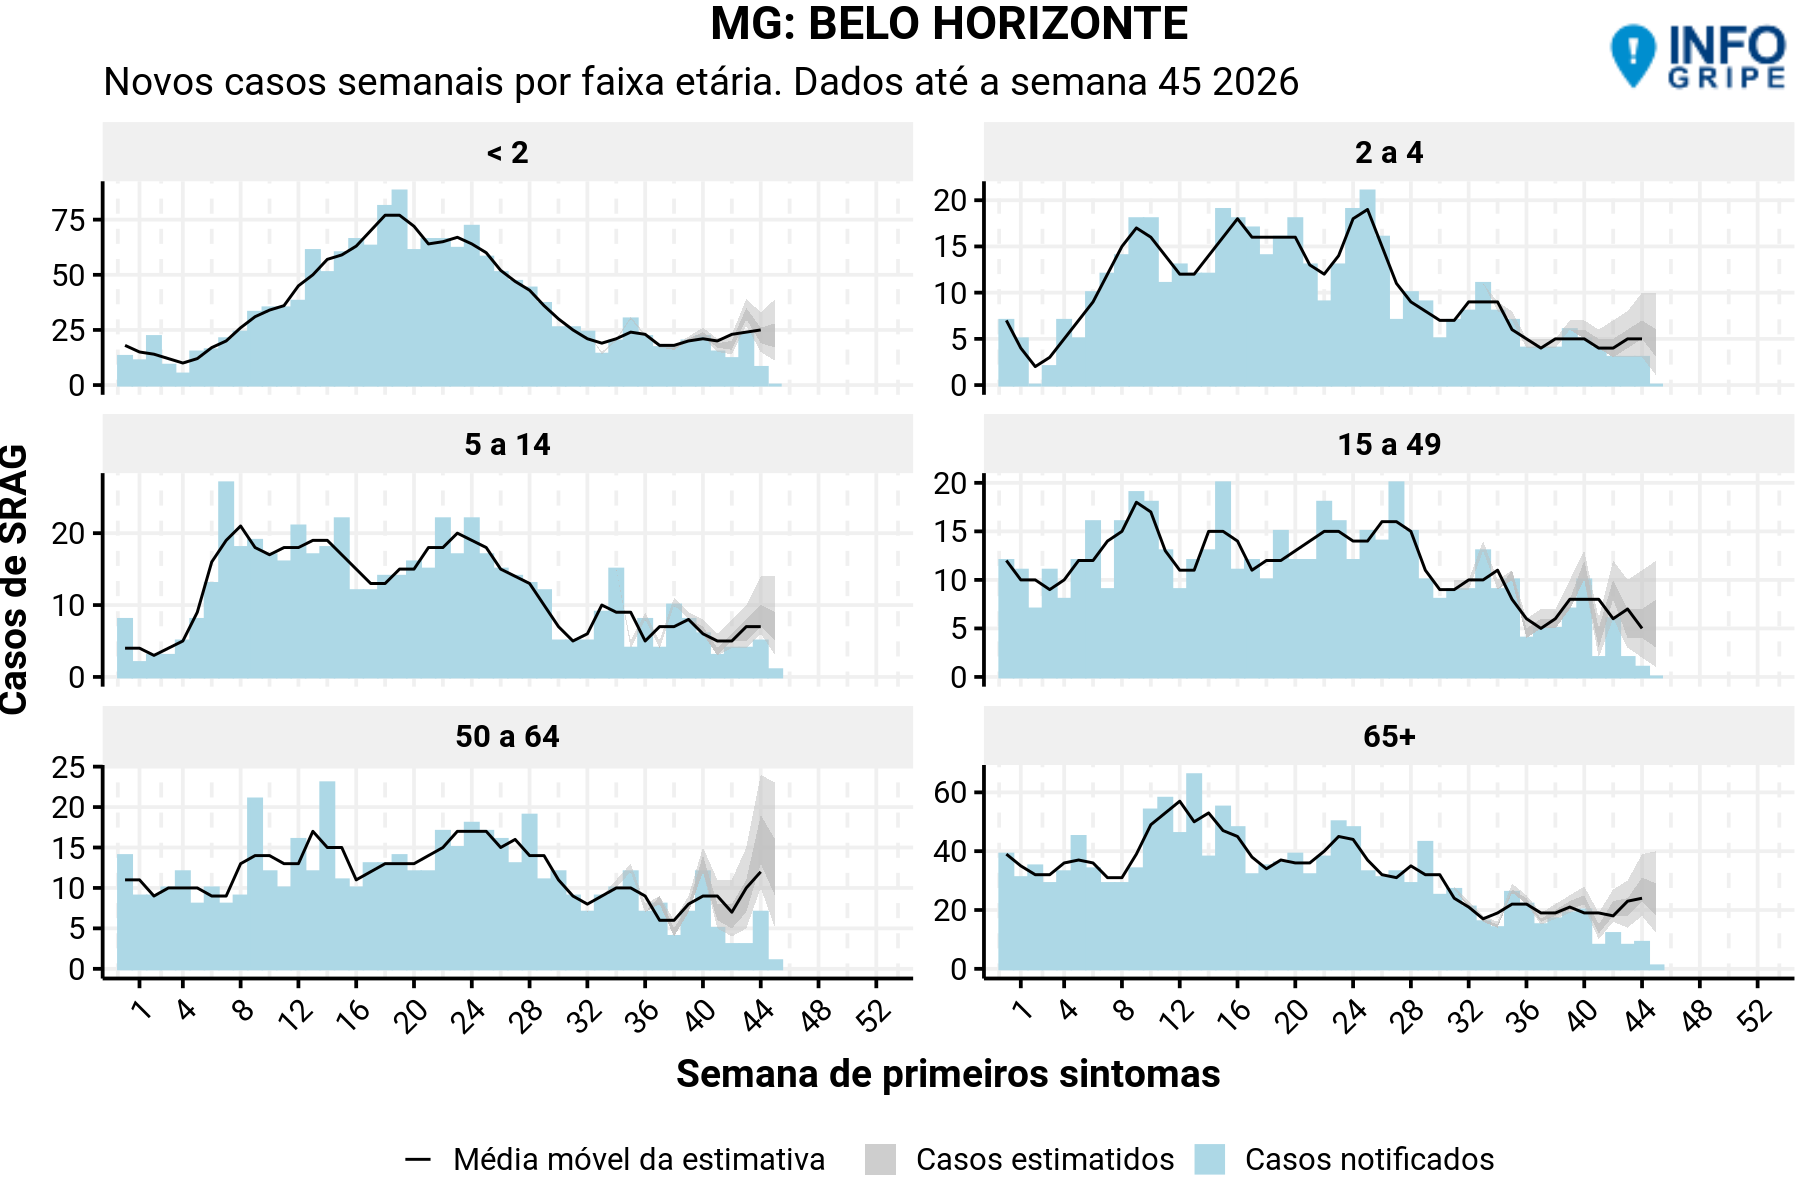 MG: BELO HORIZONTE
INFO
GRIPE
Novos casos semanais por faixa etária. Dados até a semana 45 2026
< 2
2 a 4
75
50
25
0
20
15
10
5
0
5 a 14
15 a 49
20
10
0
20
15
10
5
0
50 a 64
65+
25
20
15
10
5
0
60
40
20
0
1 4 8 12 16 20 24 28 32 36 40 44 48 52
1 4 8 12 16 20 24 28 32 36 40 44 48 52
Casos de SRAG
Semana de primeiros sintomas
Média móvel da estimativa
Casos estimatidos
Casos notificados